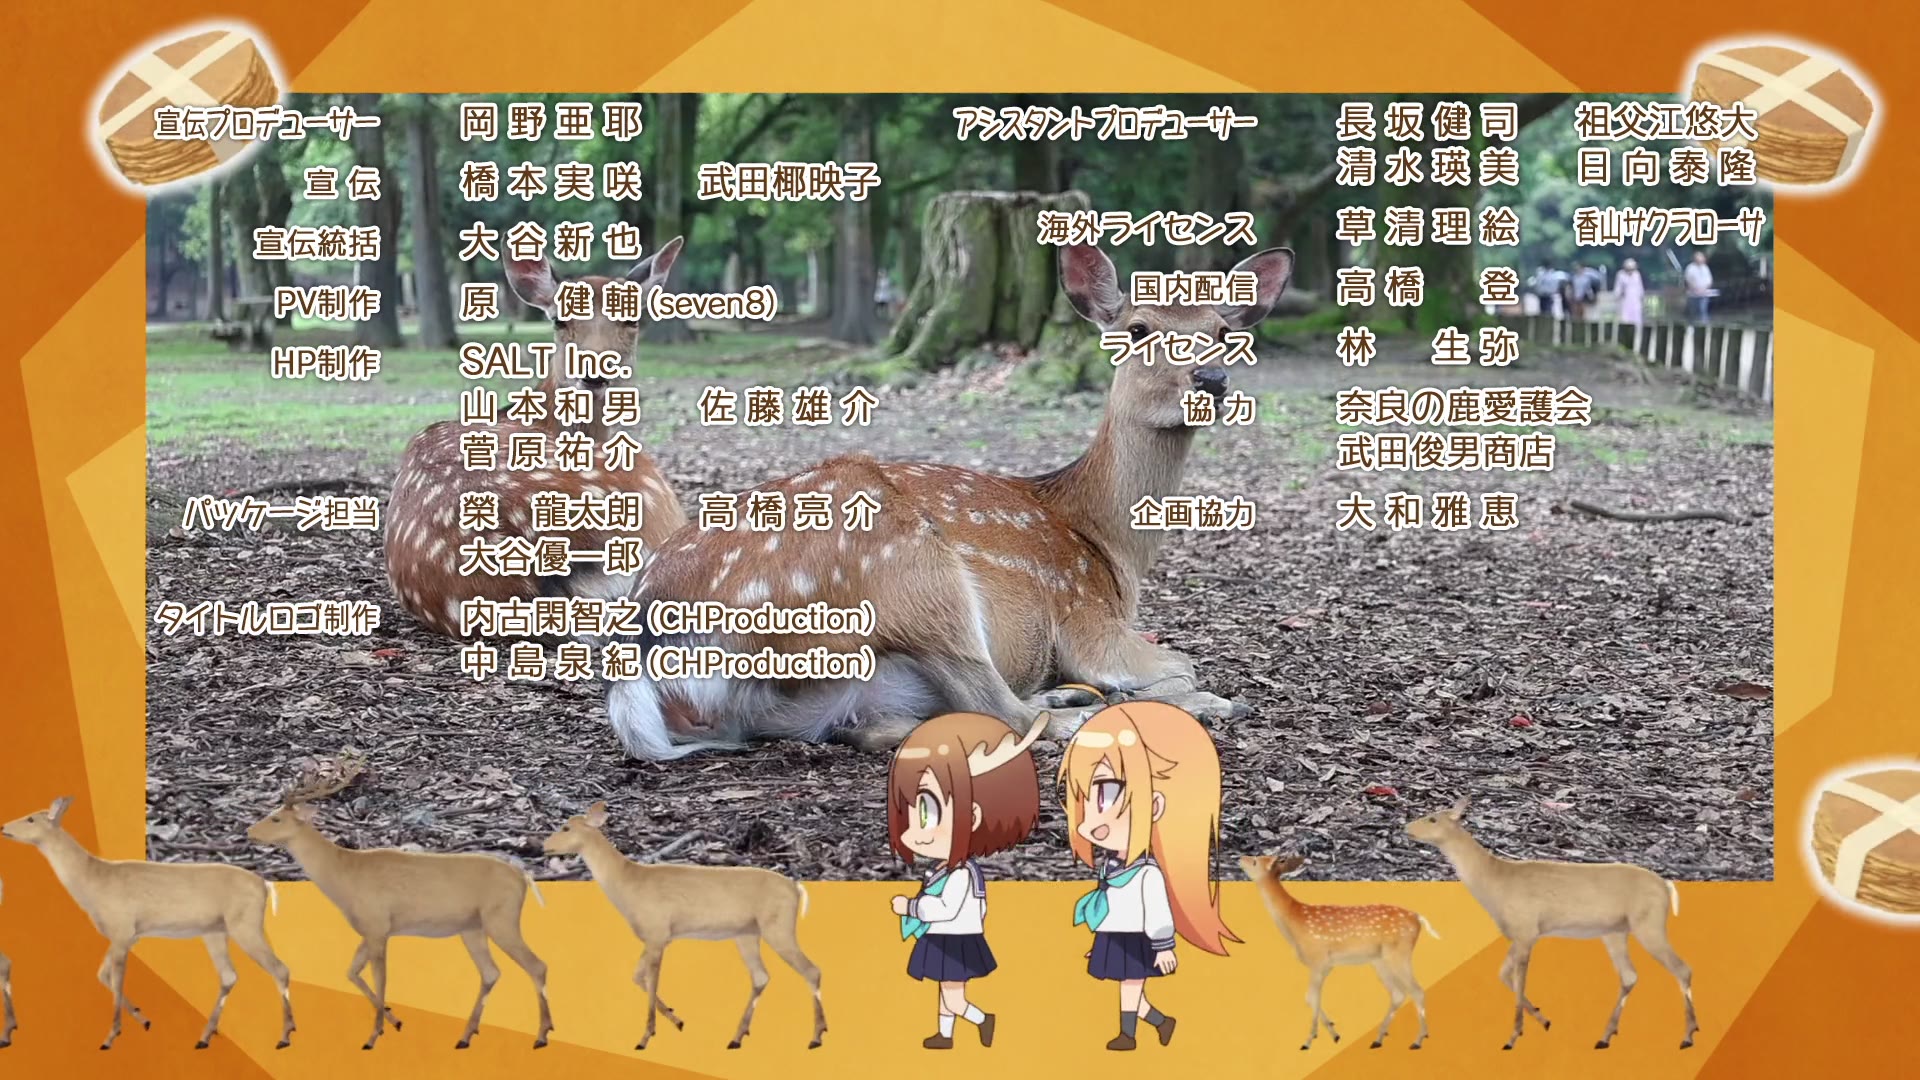 宣伝プロデューサー 岡野亜耶
宣伝 橋本実咲 武田椰映子
宣伝統括 大谷新也
PV制作 原 健輔(seven8)
HP制作 SALT Inc.
山本和男 佐藤雄介
菅原祐介
パッケージ担当 榮 龍太朗 高橋亮介
大谷優一郎
タイトルロゴ制作 内古閑智之(CHProduction)
中島泉紀(CHProduction)
アシスタントプロデューサー 長坂健司 祖父江悠大
清水瑛美 日向泰隆
海外ライセンス 草清理絵 香山サクラローサ
国内配信 高橋 登
ライセンス 林 生弥
協力 奈良の鹿愛護会
武田俊男商店
企画協力 大和雅恵